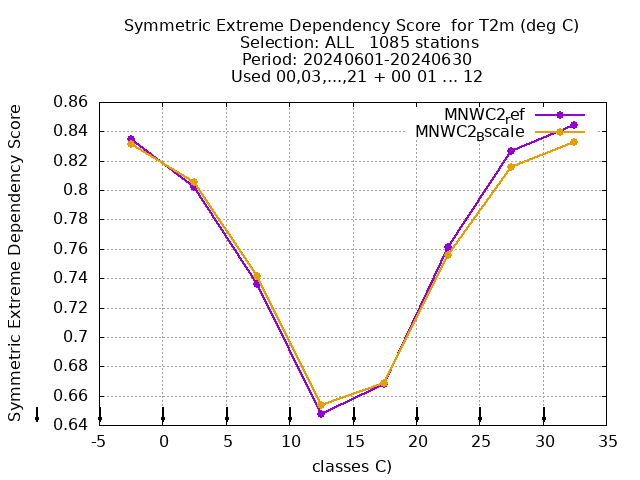 Symmetric Extreme Dependency Score  for T2m (deg C)
Selection: ALL   1085 stations
Period: 20240601-20240630
Used 00,03,...,21 + 00 01 ... 12
Symmetric Extreme Dependency Score
0.86
0.84
0.82
0.8
0.78
0.76
0.74
0.72
0.7
0.68
0.66
0.64
MNWC2ref
MNWC2Bscale
-5 0 5 10 15 20 25 30 35
classes C)